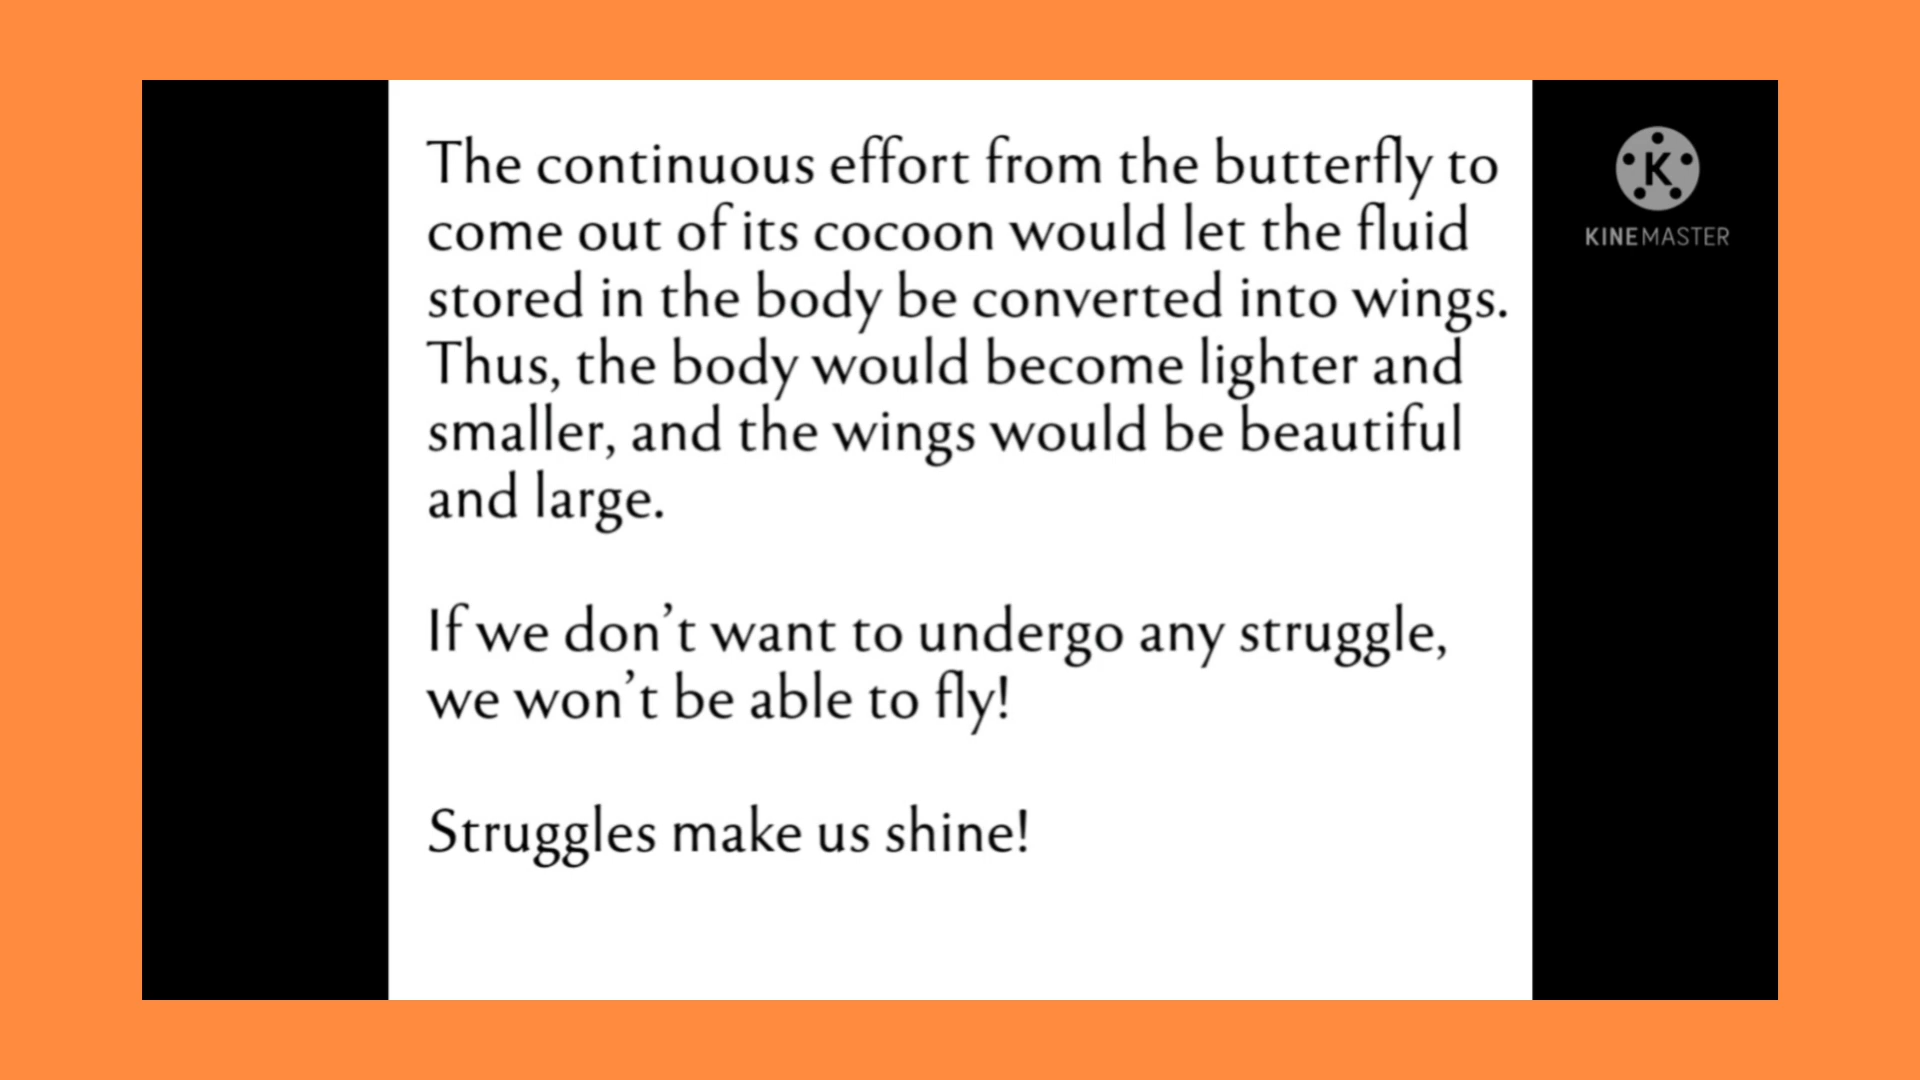 The continuous effort from the butterfly to
come out of its cocoon would let the fluid
stored in the body be converted into wings.
Thus, the body would become lighter and
smaller, and the wings would be beautiful
and large.
If we don’t want to undergo any struggle,
we won’t be able to fly!
Struggles make us shine!
K
KINEMASTER